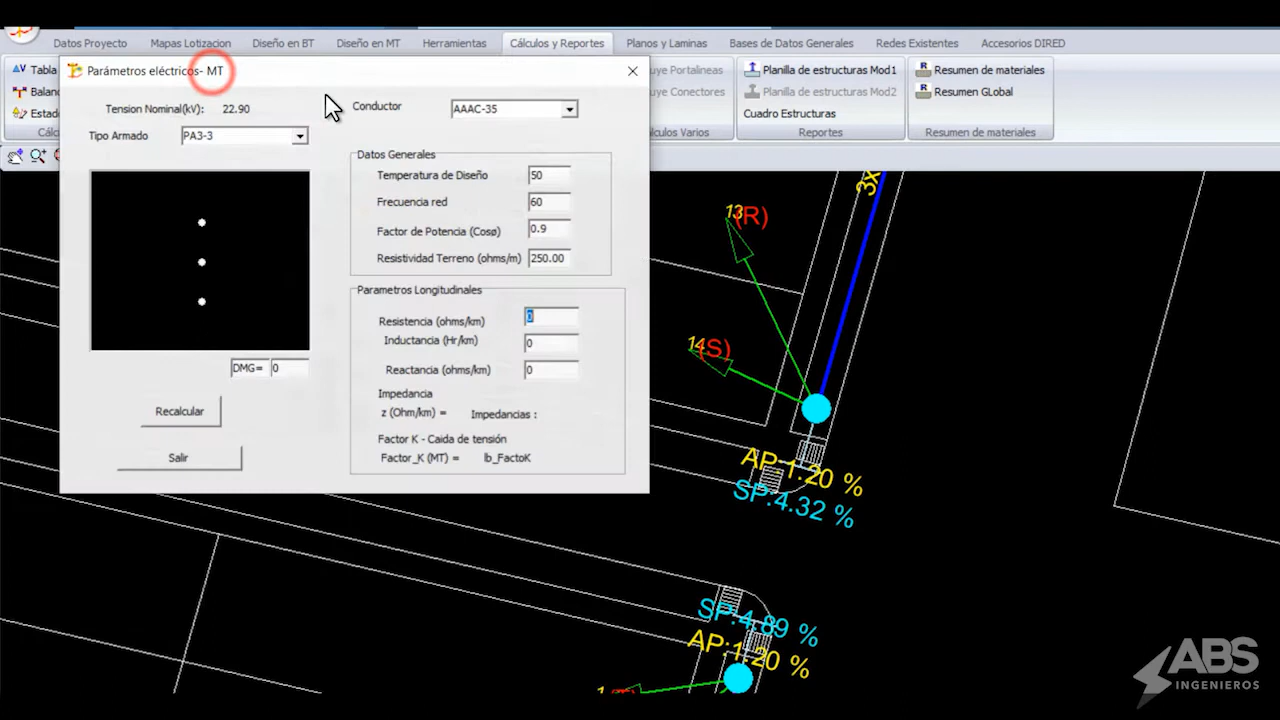 Datos Proyecto Mapas Lotizacion Diseño en BT Diseño en MT Herramientas Cálculos y Reportes Planos y Laminas Bases de Datos Generales Redes Existentes Accesorios DIRED
Tabla
Balan
Estado
Cálc
Parámetros eléctricos- MT
uye Portalineas
uye Conectores
lculos Varios
Planilla de estructuras Mod1
Planilla de estructuras Mod2
Cuadro Estructuras
Reportes
Resumen de materiales
Resumen GLobal
Resumen de materiales
Tension Nominal(kV): 22.90
Tipo Armado PA3-3
Conductor AAAC-35
Datos Generales
Temperatura de Diseño 50
Frecuencia red 60
Factor de Potencia (Cosø) 0.9
Resistividad Terreno (ohms/m) 250.00
Parametros Longitudinales
Resistencia (ohms/km) 0
Inductancia (Hr/km) 0
Reactancia (ohms/km) 0
Impedancia
z (Ohm/km) = Impedancias :
Factor K - Caida de tensión
Factor_K (MT) = lb_FactoK
DMG= 0
Recalcular
Salir
3x
13 (R)
14 (S)
AP:1.20 %
SP:4.32 %
SP:4.89 %
AP:1.20 %
ABS
INGENIEROS